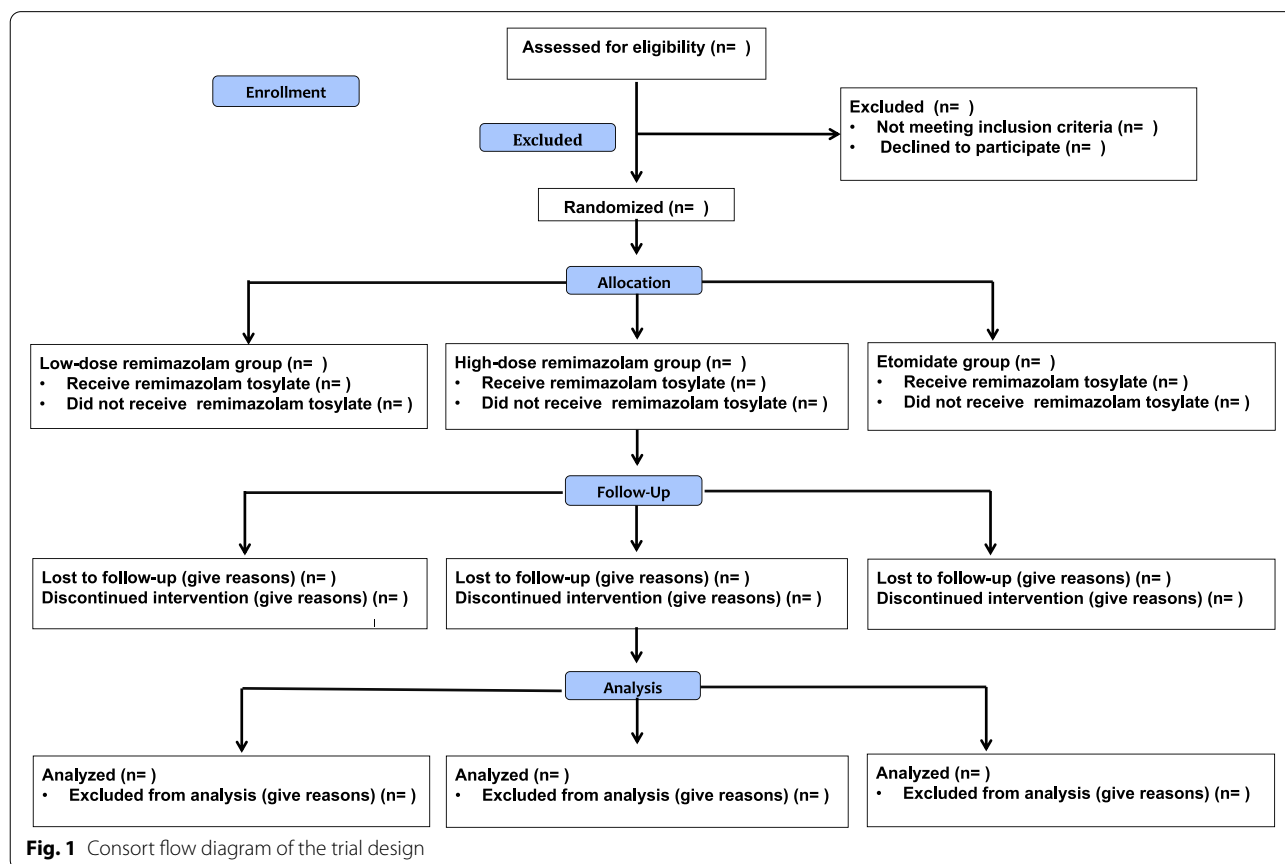 Assessed for eligibility (n= )
Enrollment
Excluded (n= )
• Not meeting inclusion criteria (n= )
• Declined to participate (n= )
Excluded
Randomized (n= )
Allocation
Low-dose remimazolam group (n= )
• Receive remimazolam tosylate (n= )
• Did not receive remimazolam tosylate (n= )
High-dose remimazolam group (n= )
• Receive remimazolam tosylate (n= )
• Did not receive remimazolam tosylate (n= )
Etomidate group (n= )
• Receive remimazolam tosylate (n= )
• Did not receive remimazolam tosylate (n= )
Follow-Up
Lost to follow-up (give reasons) (n= )
Discontinued intervention (give reasons) (n= )
Lost to follow-up (give reasons) (n= )
Discontinued intervention (give reasons) (n= )
Lost to follow-up (give reasons) (n= )
Discontinued intervention (give reasons) (n= )
Analysis
Analyzed (n= )
• Excluded from analysis (give reasons) (n= )
Analyzed (n= )
• Excluded from analysis (give reasons) (n= )
Analyzed (n= )
• Excluded from analysis (give reasons) (n= )
Fig. 1 Consort flow diagram of the trial design